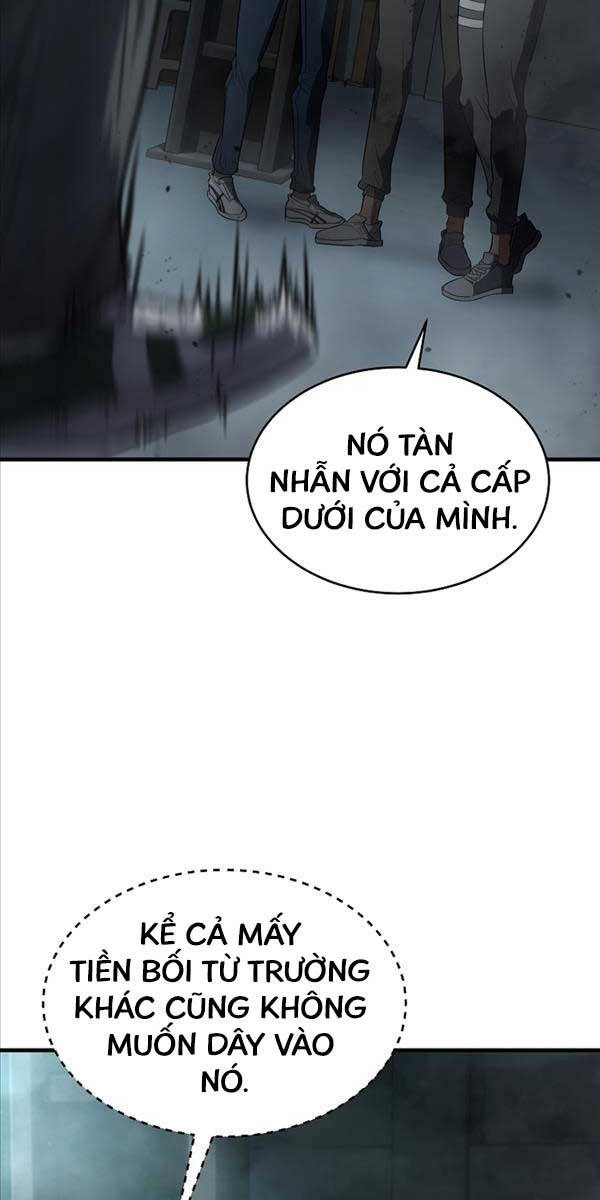 NÓ TÀN
NHẪN VỚI CẢ CẤP
DƯỚI CỦA MÌNH.
KỂ CẢ MẤY
TIỀN BỐI TỪ TRƯỜNG
KHÁC CŨNG KHÔNG
MUỐN DÂY VÀO
NÓ.